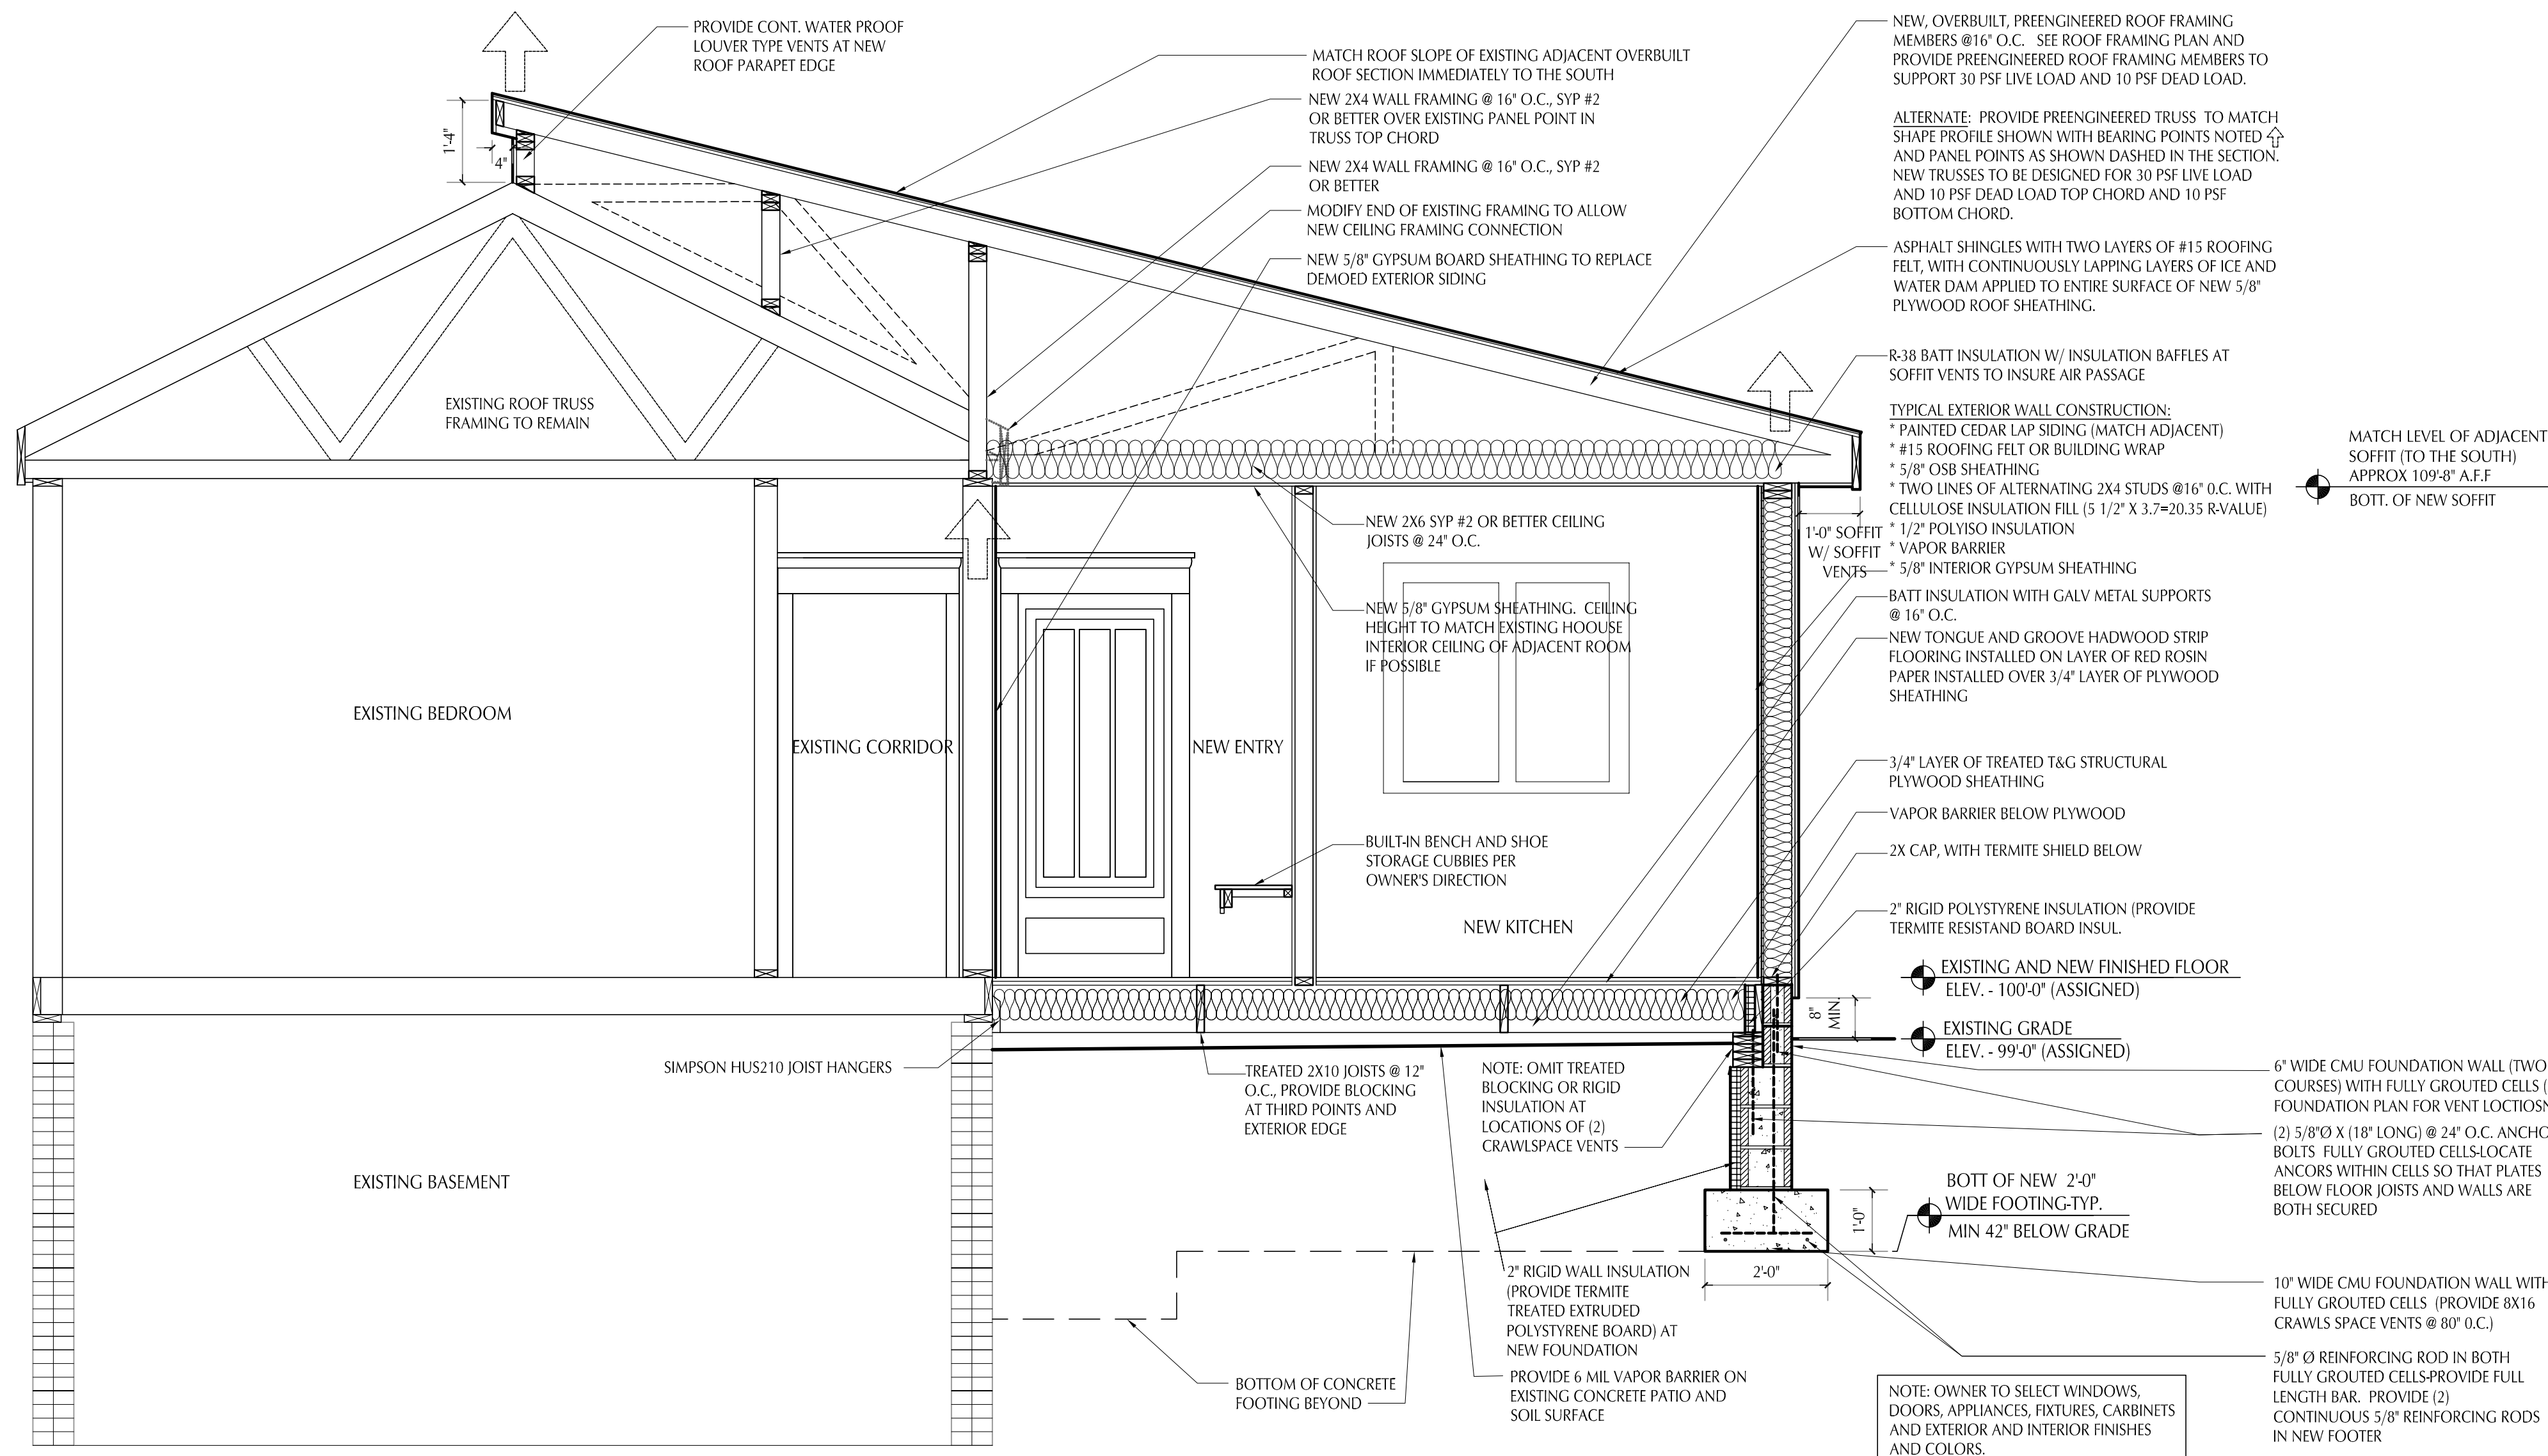 PROVIDE CONT. WATER PROOF
LOUVER TYPE VENTS AT NEW
ROOF PARAPET EDGE
1'-4"
4"
MATCH ROOF SLOPE OF EXISTING ADJACENT OVERBUILT
ROOF SECTION IMMEDIATELY TO THE SOUTH
NEW 2X4 WALL FRAMING @ 16" O.C., SYP #2
OR BETTER OVER EXISTING PANEL POINT IN
TRUSS TOP CHORD
NEW 2X4 WALL FRAMING @ 16" O.C., SYP #2
OR BETTER
MODIFY END OF EXISTING FRAMING TO ALLOW
NEW CEILING FRAMING CONNECTION
NEW 5/8" GYPSUM BOARD SHEATHING TO REPLACE
DEMOED EXTERIOR SIDING
NEW, OVERBUILT, PREENGINEERED ROOF FRAMING
MEMBERS @16" O.C. SEE ROOF FRAMING PLAN AND
PROVIDE PREENGINEERED ROOF FRAMING MEMBERS TO
SUPPORT 30 PSF LIVE LOAD AND 10 PSF DEAD LOAD.
ALTERNATE: PROVIDE PREENGINEERED TRUSS TO MATCH
SHAPE PROFILE SHOWN WITH BEARING POINTS NOTED
AND PANEL POINTS AS SHOWN DASHED IN THE SECTION.
NEW TRUSSES TO BE DESIGNED FOR 30 PSF LIVE LOAD
AND 10 PSF DEAD LOAD TOP CHORD AND 10 PSF
BOTTOM CHORD.
ASPHALT SHINGLES WITH TWO LAYERS OF #15 ROOFING
FELT, WITH CONTINUOUSLY LAPPING LAYERS OF ICE AND
WATER DAM APPLIED TO ENTIRE SURFACE OF NEW 5/8"
PLYWOOD ROOF SHEATHING.
R-38 BATT INSULATION W/ INSULATION BAFFLES AT
SOFFIT VENTS TO INSURE AIR PASSAGE
TYPICAL EXTERIOR WALL CONSTRUCTION:
* PAINTED CEDAR LAP SIDING (MATCH ADJACENT)
* #15 ROOFING FELT OR BUILDING WRAP
* 5/8" OSB SHEATHING
* TWO LINES OF ALTERNATING 2X4 STUDS @16" 0.C. WITH
CELLULOSE INSULATION FILL (5 1/2" X 3.7=20.35 R-VALUE)
* 1/2" POLYISO INSULATION
* VAPOR BARRIER
* 5/8" INTERIOR GYPSUM SHEATHING
MATCH LEVEL OF ADJACENT
SOFFIT (TO THE SOUTH)
APPROX 109'-8" A.F.F
BOTT. OF NEW SOFFIT
1'-0" SOFFIT
W/ SOFFIT
VENTS
BATT INSULATION WITH GALV METAL SUPPORTS
@ 16" O.C.
NEW TONGUE AND GROOVE HADWOOD STRIP
FLOORING INSTALLED ON LAYER OF RED ROSIN
PAPER INSTALLED OVER 3/4" LAYER OF PLYWOOD
SHEATHING
3/4" LAYER OF TREATED T&G STRUCTURAL
PLYWOOD SHEATHING
VAPOR BARRIER BELOW PLYWOOD
2X CAP, WITH TERMITE SHIELD BELOW
2" RIGID POLYSTYRENE INSULATION (PROVIDE
TERMITE RESISTAND BOARD INSUL.
EXISTING ROOF TRUSS
FRAMING TO REMAIN
NEW 2X6 SYP #2 OR BETTER CEILING
JOISTS @ 24" O.C.
NEW 5/8" GYPSUM SHEATHING. CEILING
HEIGHT TO MATCH EXISTING HOOUSE
INTERIOR CEILING OF ADJACENT ROOM
IF POSSIBLE
EXISTING BEDROOM
EXISTING CORRIDOR
NEW ENTRY
BUILT-IN BENCH AND SHOE
STORAGE CUBBIES PER
OWNER'S DIRECTION
NEW KITCHEN
EXISTING AND NEW FINISHED FLOOR
ELEV. - 100'-0" (ASSIGNED)
8"
MIN.
EXISTING GRADE
ELEV. - 99'-0" (ASSIGNED)
SIMPSON HUS210 JOIST HANGERS
TREATED 2X10 JOISTS @ 12"
O.C., PROVIDE BLOCKING
AT THIRD POINTS AND
EXTERIOR EDGE
NOTE: OMIT TREATED
BLOCKING OR RIGID
INSULATION AT
LOCATIONS OF (2)
CRAWLSPACE VENTS
6" WIDE CMU FOUNDATION WALL (TWO
COURSES) WITH FULLY GROUTED CELLS (
FOUNDATION PLAN FOR VENT LOCTIOSN
(2) 5/8"Ø X (18" LONG) @ 24" O.C. ANCHO
BOLTS FULLY GROUTED CELLS-LOCATE
ANCORS WITHIN CELLS SO THAT PLATES
BELOW FLOOR JOISTS AND WALLS ARE
BOTH SECURED
EXISTING BASEMENT
BOTT OF NEW 2'-0"
WIDE FOOTING-TYP.
MIN 42" BELOW GRADE
1'-0"
2'-0"
2" RIGID WALL INSULATION
(PROVIDE TERMITE
TREATED EXTRUDED
POLYSTYRENE BOARD) AT
NEW FOUNDATION
10" WIDE CMU FOUNDATION WALL WITH
FULLY GROUTED CELLS (PROVIDE 8X16
CRAWLS SPACE VENTS @ 80" 0.C.)
BOTTOM OF CONCRETE
FOOTING BEYOND
PROVIDE 6 MIL VAPOR BARRIER ON
EXISTING CONCRETE PATIO AND
SOIL SURFACE
5/8" Ø REINFORCING ROD IN BOTH
FULLY GROUTED CELLS-PROVIDE FULL
LENGTH BAR. PROVIDE (2)
CONTINUOUS 5/8" REINFORCING RODS
IN NEW FOOTER
NOTE: OWNER TO SELECT WINDOWS,
DOORS, APPLIANCES, FIXTURES, CARBINETS
AND EXTERIOR AND INTERIOR FINISHES
AND COLORS.